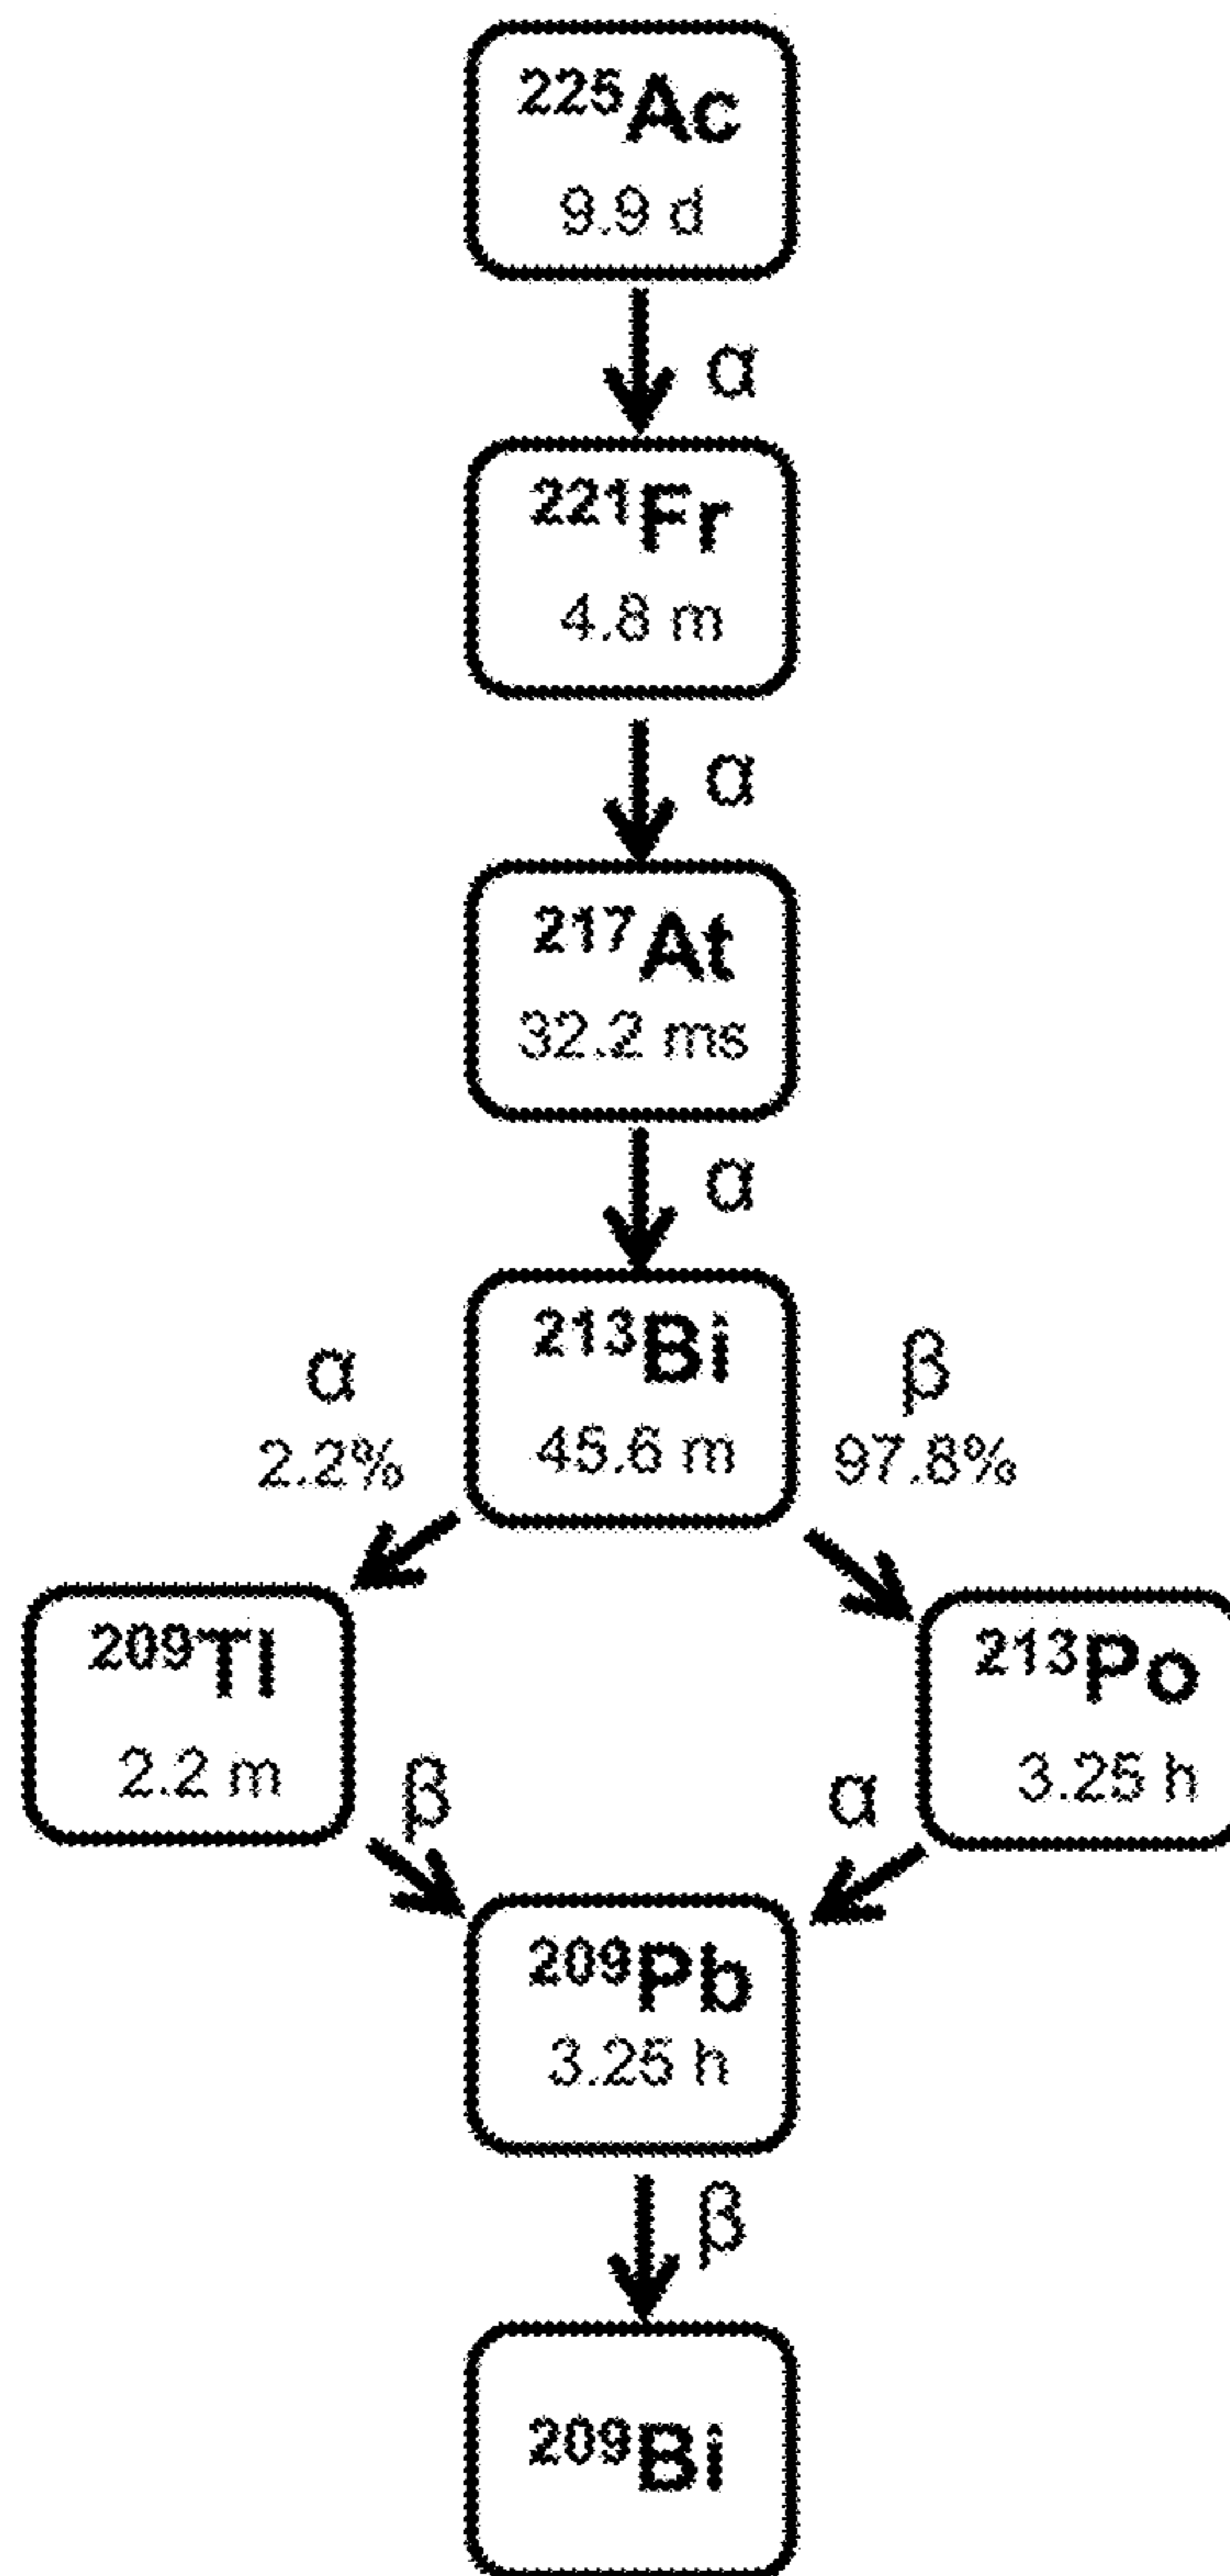 ²²⁵Ac
9.9 d
α
²²¹Fr
4.8 m
α
²¹⁷At
32.2 ms
α
²¹³Bi
45.6 m
α
2.2%
β
97.8%
²⁰⁹Tl
2.2 m
²¹³Po
3.25 h
β
α
²⁰⁹Pb
3.25 h
β
²⁰⁹Bi